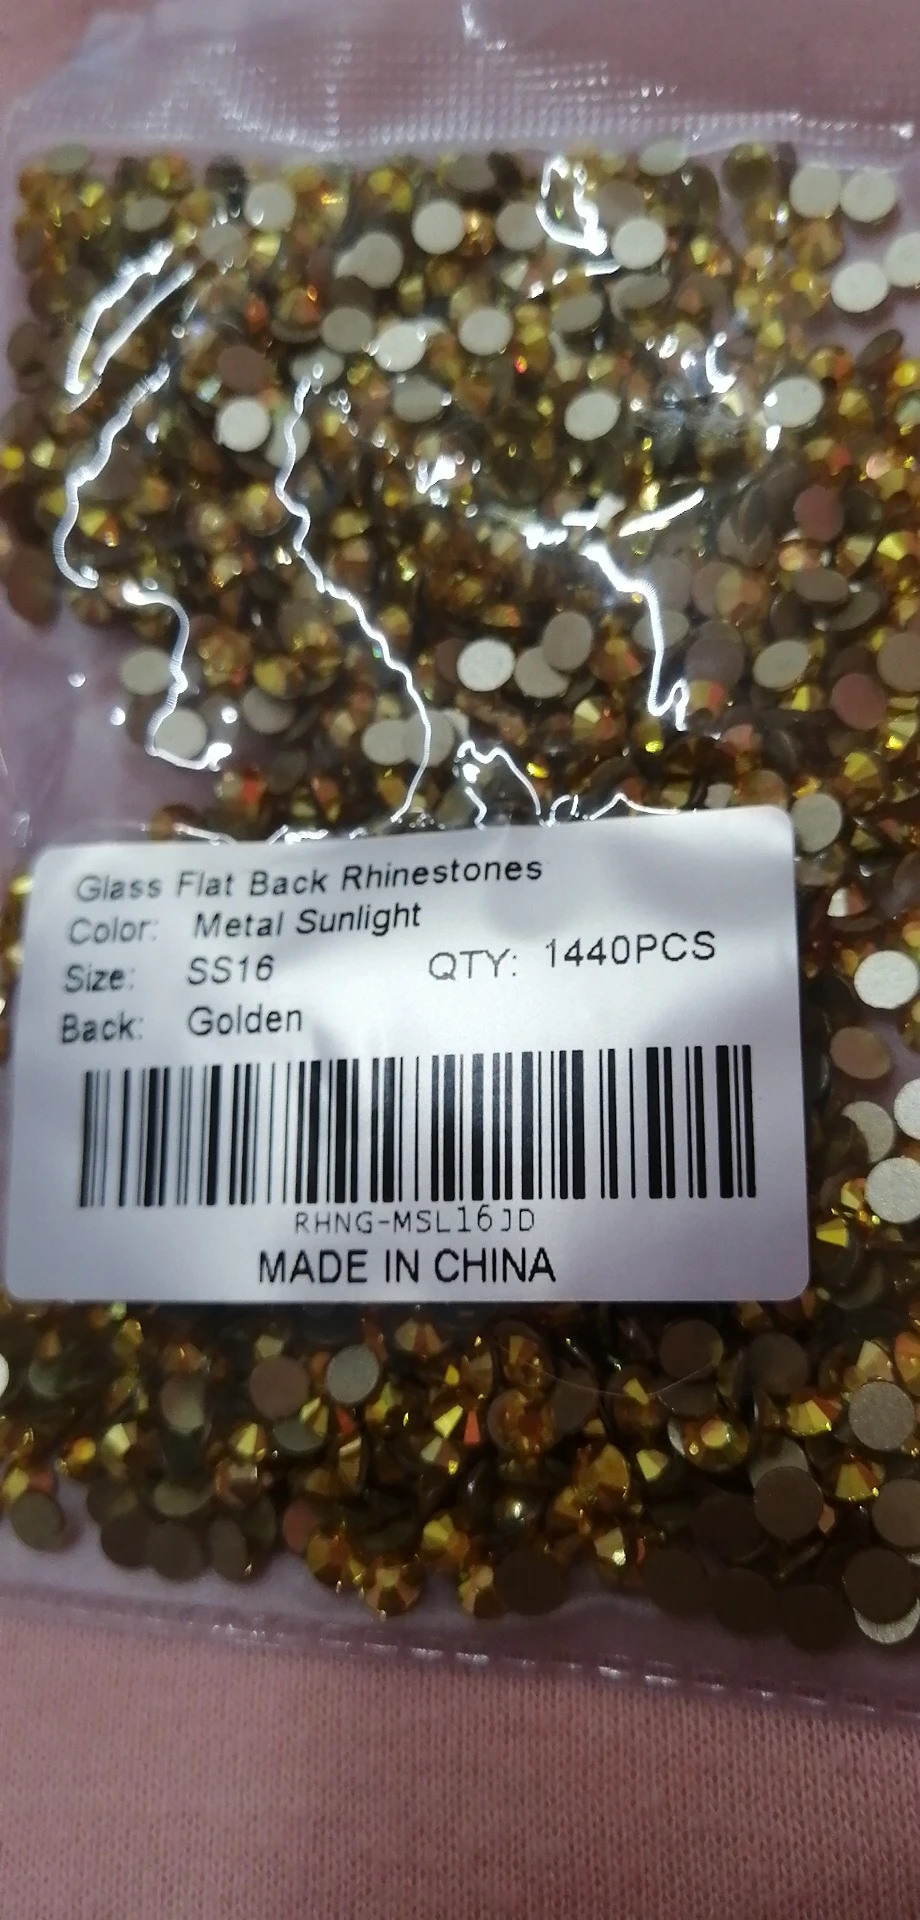 Glass Flat Back Rhinestones
Color: Metal Sunlight
Size: SS16 QTY: 1440PCS
Back: Golden
RHNG-MSL16JD
MADE IN CHINA